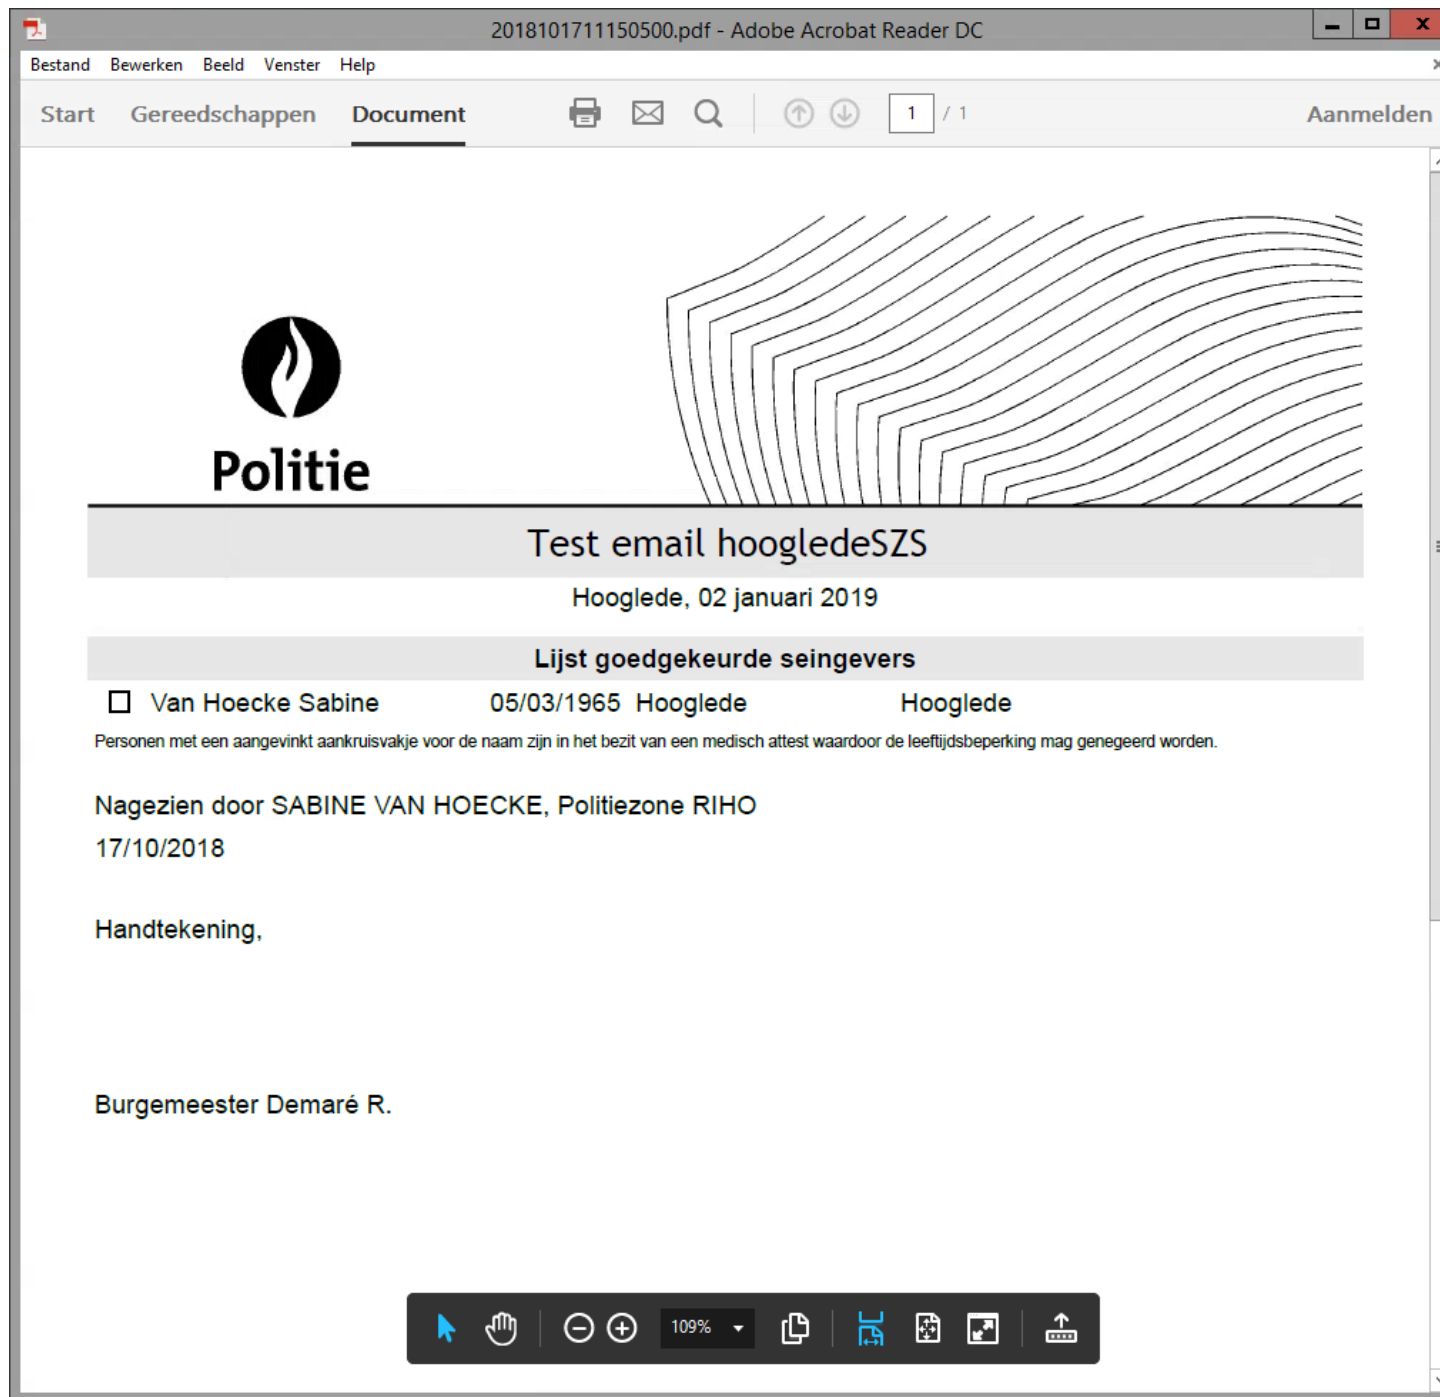 2018101711150500.pdf - Adobe Acrobat Reader DC
Bestand Bewerken Beeld Venster Help
Start Gereedschappen Document 1 / 1 Aanmelden
Politie
Test email hoogledeSZS
Hooglede, 02 januari 2019
Lijst goedgekeurde seingevers
Van Hoecke Sabine 05/03/1965 Hooglede Hooglede
Personen met een aangevinkt aankruisvakje voor de naam zijn in het bezit van een medisch attest waardoor de leeftijdsbeperking mag genegeerd worden.
Nagezien door SABINE VAN HOECKE, Politiezone RIHO
17/10/2018
Handtekening,
Burgemeester Demaré R.
109%